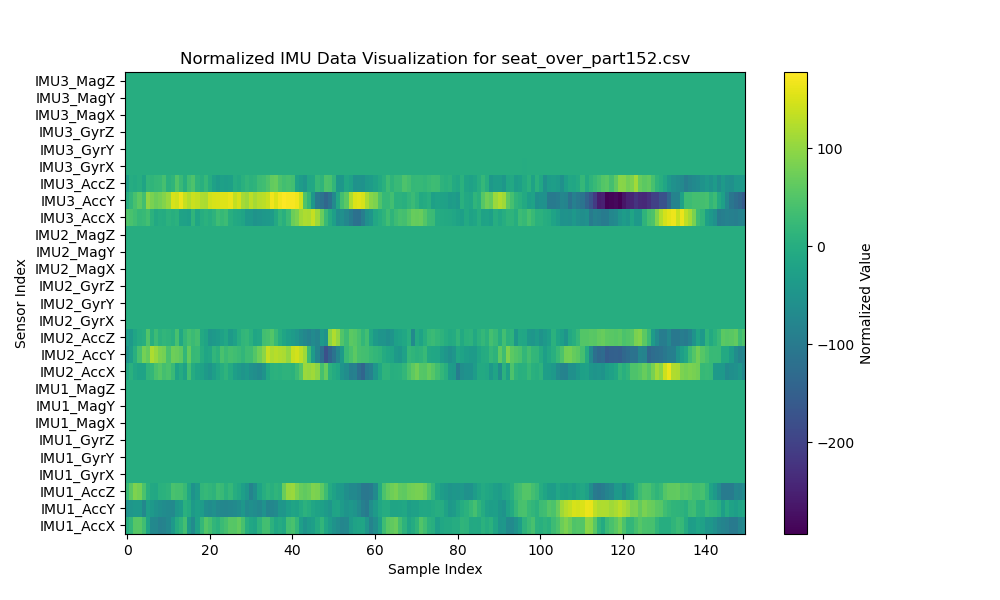 Normalized IMU Data Visualization for seat_over_part152.csv
IMU3_MagZ
IMU3_MagY
IMU3_MagX
IMU3_GyrZ
IMU3_GyrY
IMU3_GyrX
IMU3_AccZ
IMU3_AccY
IMU3_AccX
IMU2_MagZ
IMU2_MagY
IMU2_MagX
IMU2_GyrZ
IMU2_GyrY
IMU2_GyrX
IMU2_AccZ
IMU2_AccY
IMU2_AccX
IMU1_MagZ
IMU1_MagY
IMU1_MagX
IMU1_GyrZ
IMU1_GyrY
IMU1_GyrX
IMU1_AccZ
IMU1_AccY
IMU1_AccX
Sensor Index
0 20 40 60 80 100 120 140
Sample Index
100
0
−100
−200
Normalized Value